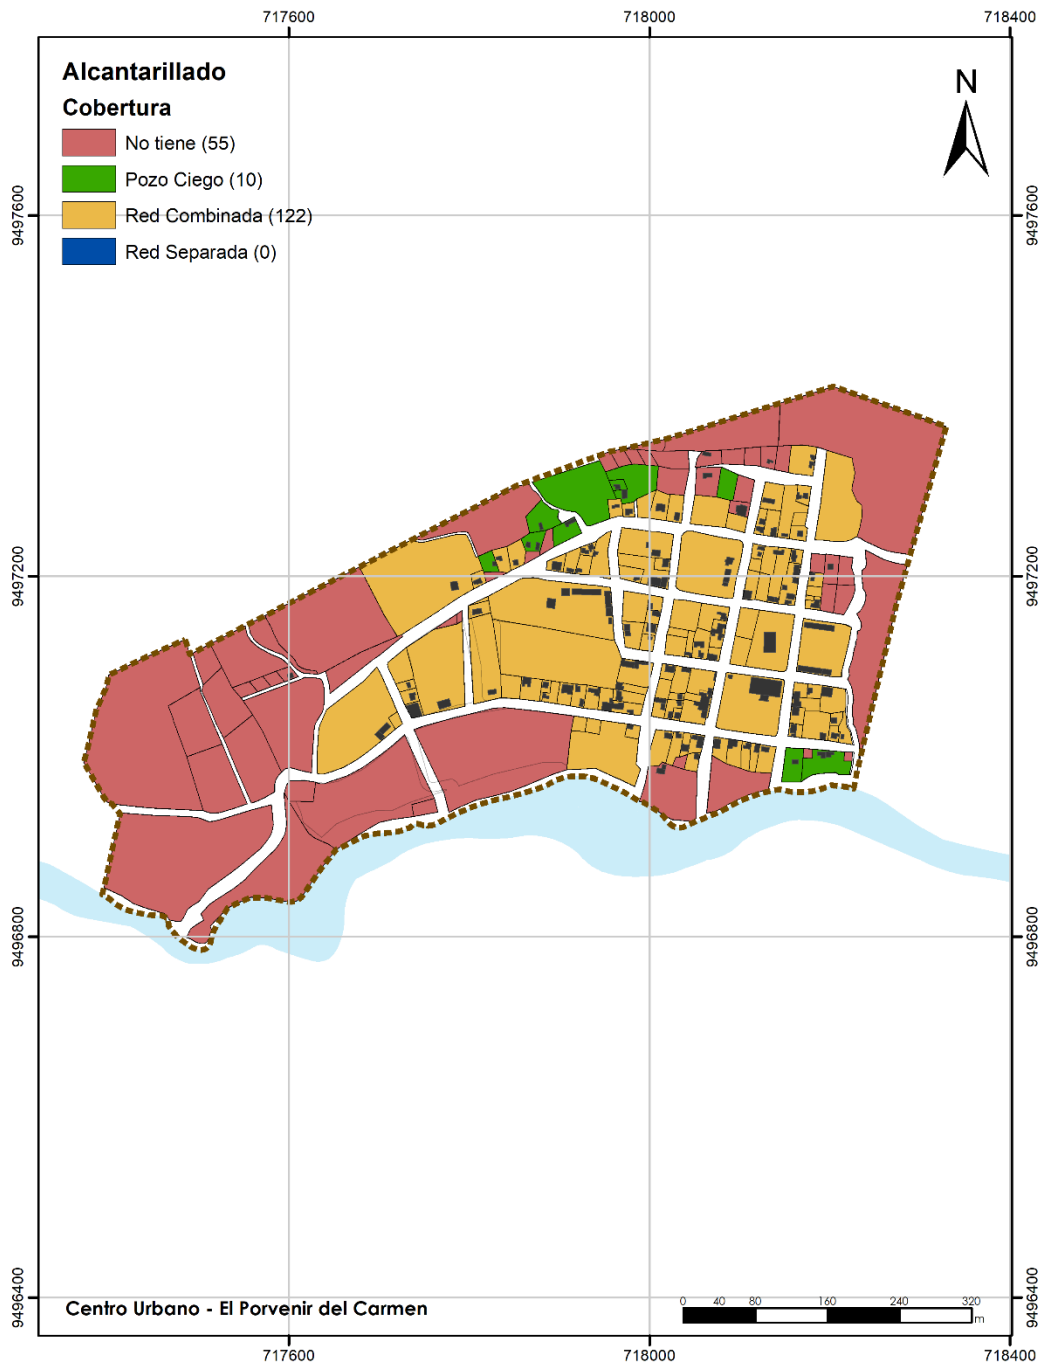 717600 718000 718400
Alcantarillado
Cobertura
No tiene (55)
Pozo Ciego (10)
Red Combinada (122)
Red Separada (0)
N
9497600 9497600
9497200 9497200
9496800 9496800
9496400 9496400
Centro Urbano - El Porvenir del Carmen
0 40 80 160 240 320
m
717600 718000 718400